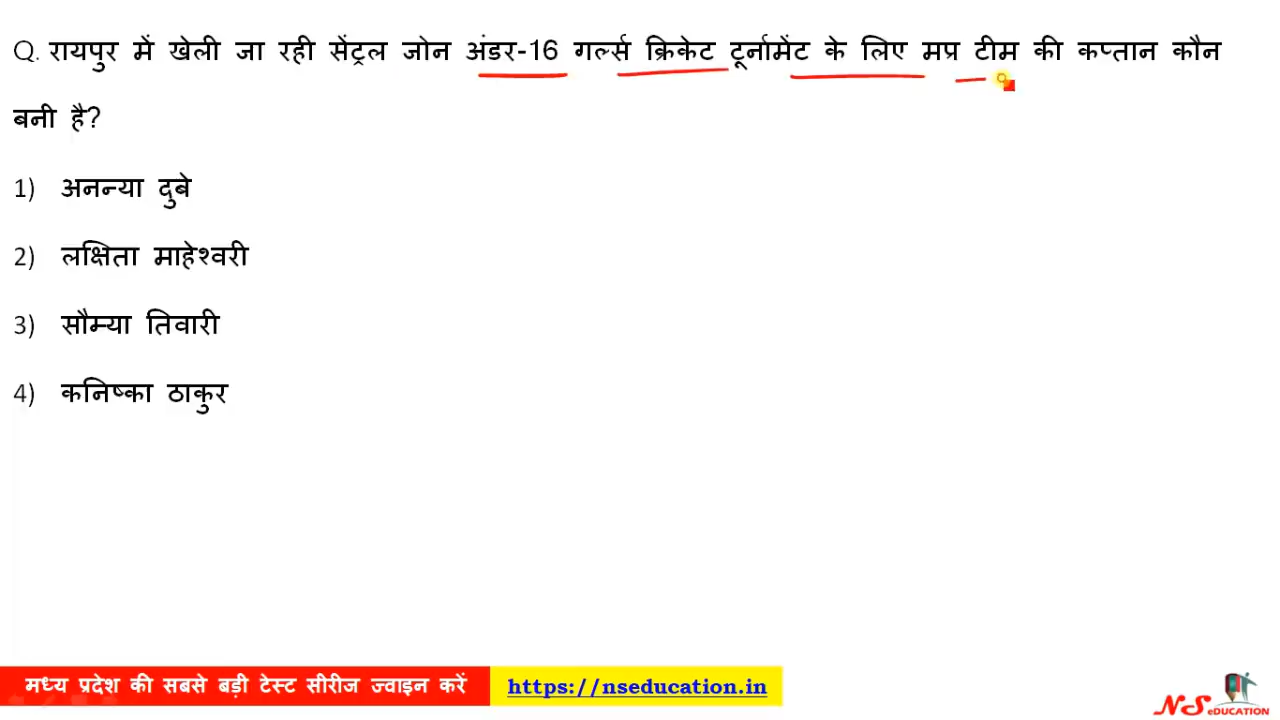 Q. रायपुर में खेली जा रही सेंट्रल जोन अंडर-16 गर्ल्स क्रिकेट टूर्नामेंट के लिए मप्र टीम की कप्तान कौन
बनी है?
1) अनन्या दुबे
2) लक्षिता माहेश्वरी
3) सौम्या तिवारी
4) कनिष्का ठाकुर
मध्य प्रदेश की सबसे बड़ी टेस्ट सीरीज ज्वाइन करें https://nseducation.in
NS eDUCATION